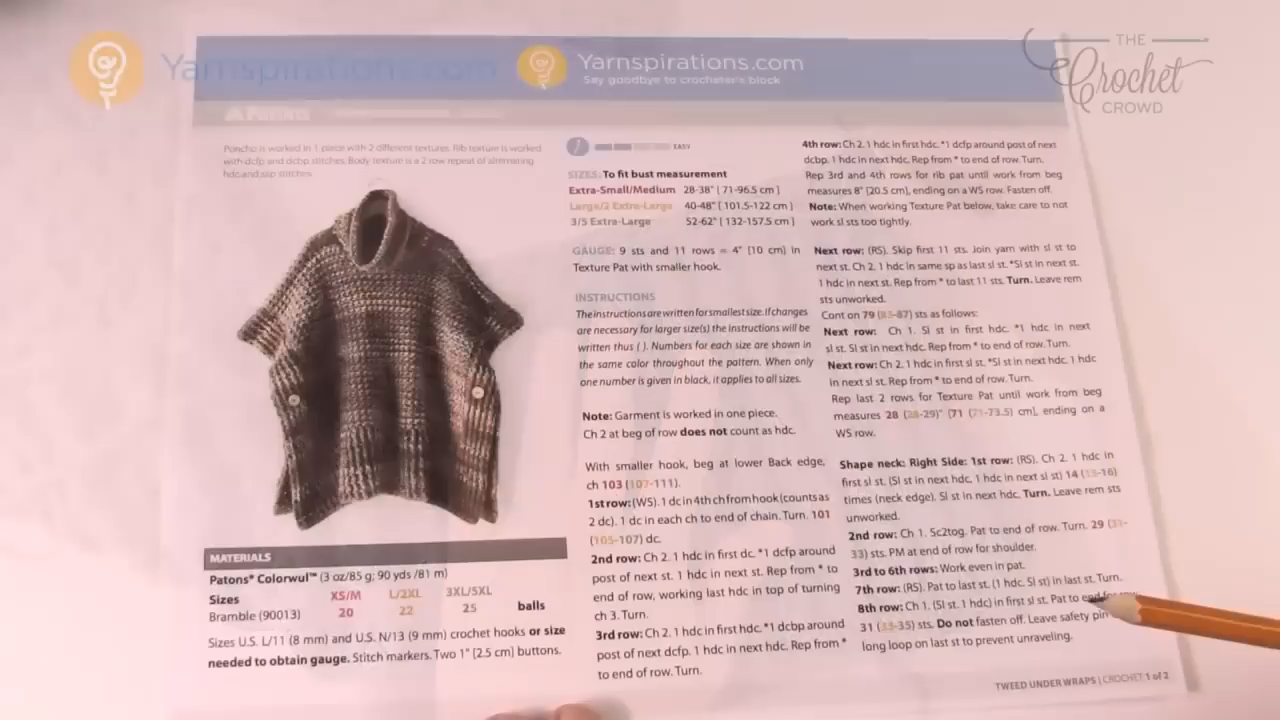 Yarnspirations.com
Yarnspirations.com
Say goodbye to crocheter's block
THE
Crochet
CROWD
Patons
Poncho is worked in 1 piece with 2 different textures. Rib texture is worked
with dcfp and dcbp stitches. Body texture is a 2 row repeat of alternating
hdc and slip stitches.
MATERIALS
Patons® Colorwul™ (3 oz/85 g; 90 yds /81 m)
Sizes XS/M L/2XL 3XL/5XL
Bramble (90013) 20 22 25 balls
Sizes U.S. L/11 (8 mm) and U.S. N/13 (9 mm) crochet hooks or size
needed to obtain gauge. Stitch markers. Two 1" [2.5 cm] buttons.
EASY
SIZES: To fit bust measurement
Extra-Small/Medium 28-38" [ 71-96.5 cm ]
Large/2 Extra-Large 40-48" [ 101.5-122 cm ]
3/5 Extra-Large 52-62" [ 132-157.5 cm ]
GAUGE: 9 sts and 11 rows = 4" [10 cm] in
Texture Pat with smaller hook.
INSTRUCTIONS
The instructions are written for smallest size. If changes
are necessary for larger size(s) the instructions will be
written thus ( ). Numbers for each size are shown in
the same color throughout the pattern. When only
one number is given in black, it applies to all sizes.
Note: Garment is worked in one piece.
Ch 2 at beg of row does not count as hdc.
With smaller hook, beg at lower Back edge,
ch 103 (107-111).
1st row: (WS). 1 dc in 4th ch from hook (counts as
2 dc). 1 dc in each ch to end of chain. Turn. 101
(105-107) dc.
2nd row: Ch 2. 1 hdc in first dc. *1 dcfp around
post of next st. 1 hdc in next st. Rep from * to
end of row, working last hdc in top of turning
ch 3. Turn.
3rd row: Ch 2. 1 hdc in first hdc. *1 dcbp around
post of next dcfp. 1 hdc in next hdc. Rep from *
to end of row. Turn.
4th row: Ch 2. 1 hdc in first hdc. *1 dcfp around post of next
dcbp. 1 hdc in next hdc. Rep from * to end of row. Turn.
Rep 3rd and 4th rows for rib pat until work from beg
measures 8" [20.5 cm], ending on a WS row. Fasten off.
Note: When working Texture Pat below, take care to not
work sl sts too tightly.
Next row: (RS). Skip first 11 sts. Join yarn with sl st to
next st. Ch 2. 1 hdc in same sp as last sl st. *Sl st in next st.
1 hdc in next st. Rep from * to last 11 sts. Turn. Leave rem
sts unworked.
Cont on 79 (83-87) sts as follows:
Next row: Ch 1. Sl st in first hdc. *1 hdc in next
sl st. Sl st in next hdc. Rep from * to end of row. Turn.
Next row: Ch 2. 1 hdc in first sl st. *Sl st in next hdc. 1 hdc
in next sl st. Rep from * to end of row. Turn.
Rep last 2 rows for Texture Pat until work from beg
measures 28 (28-29)" [71 (71-73.5) cm], ending on a
WS row.
Shape neck: Right Side: 1st row: (RS). Ch 2. 1 hdc in
first sl st. (Sl st in next hdc. 1 hdc in next sl st) 14 (15-16)
times (neck edge). Sl st in next hdc. Turn. Leave rem sts
unworked.
2nd row: Ch 1. Sc2tog. Pat to end of row. Turn. 29 (31-
33) sts. PM at end of row for shoulder.
3rd to 6th rows: Work even in pat.
7th row: (RS). Pat to last st. (1 hdc. Sl st) in last st. Turn.
8th row: Ch 1. (Sl st. 1 hdc) in first sl st. Pat to end
31 (33-35) sts. Do not fasten off. Leave safety pin
long loop on last st to prevent unraveling.
TWEED UNDER WRAPS | CROCHET 1 of 2